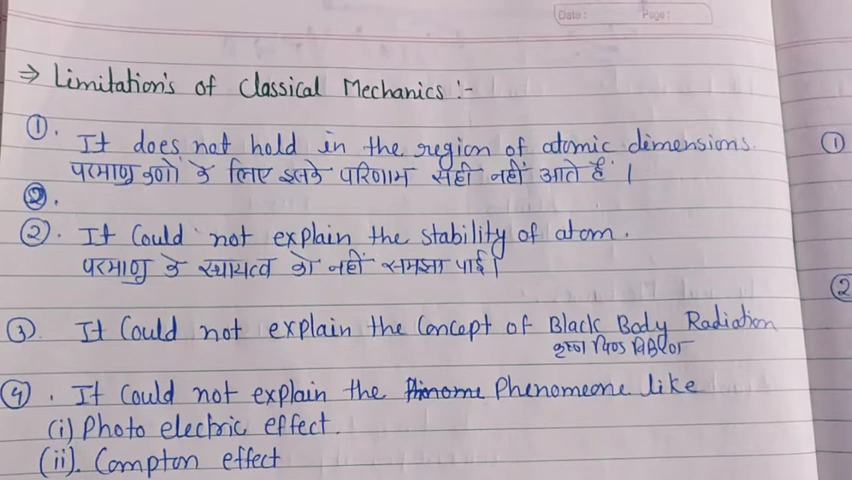 Date : Page :
⇒ Limitation's of Classical Mechanics :-
①. It does not hold in the region of atomic dimensions.
परमाणु कणों के लिए इसके परिणाम सही नहीं आते हैं ।
②.
②. It Could not explain the stability of atom.
परमाणु के स्थायित्व को नहीं समझा पाई।
③ It Could not explain the Concept of Black Body Radiation
कृष्ण पिण्ड विकिरण
④. It Could not explain the Phenomeone like
(i) Photo electric effect.
(ii). Compton effect
①
②